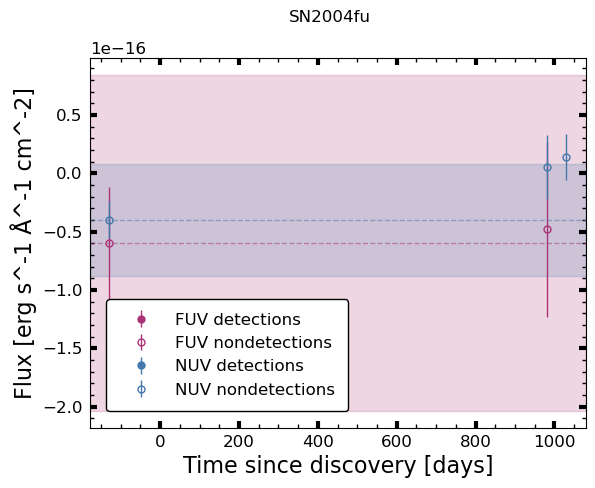 SN2004fu
1e−16
0.5
0.0
−0.5
−1.0
−1.5
−2.0
Flux [erg s^-1 Å^-1 cm^-2]
FUV detections
FUV nondetections
NUV detections
NUV nondetections
0 200 400 600 800 1000
Time since discovery [days]